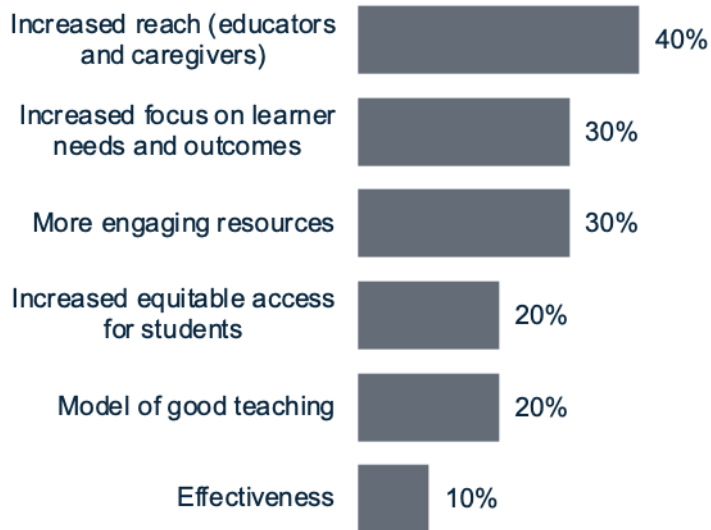 Increased reach (educators
and caregivers)
40%
Increased focus on learner
needs and outcomes
30%
More engaging resources
30%
Increased equitable access
for students
20%
Model of good teaching
20%
Effectiveness
10%